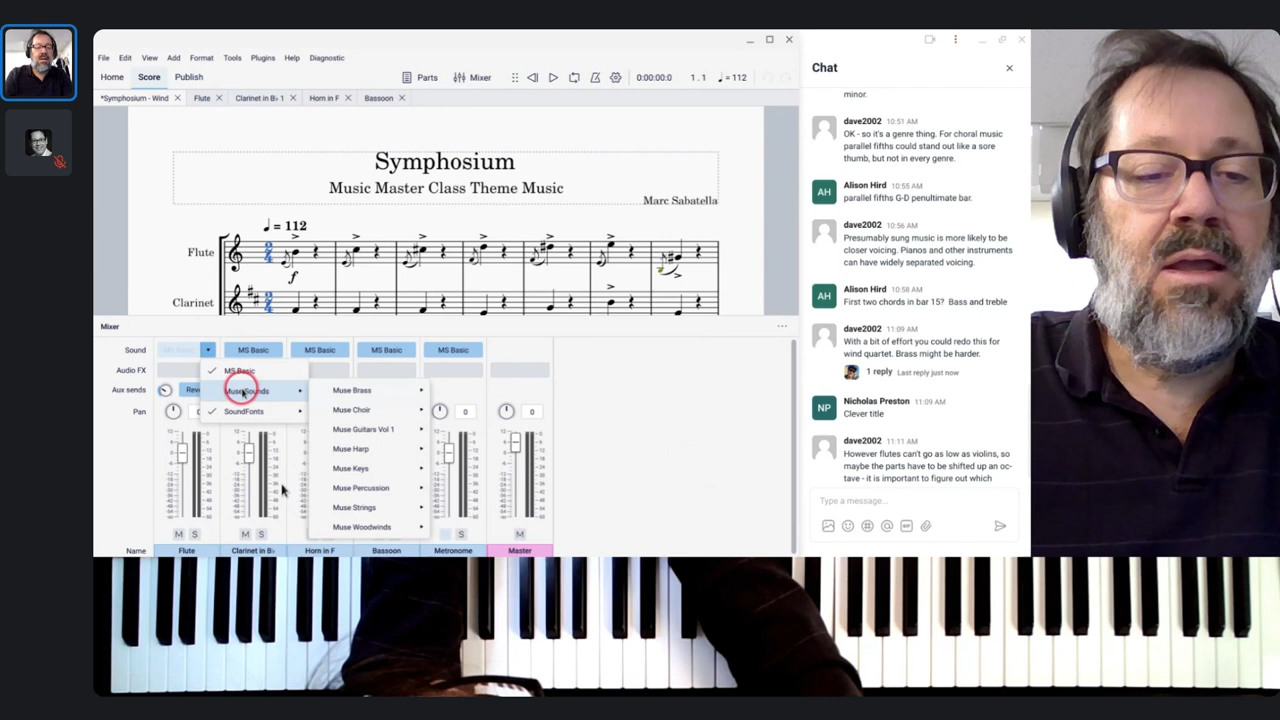 File Edit View Add Format Tools Plugins Help Diagnostic
Home Score Publish Parts Mixer 0:00:00:0 1 . 1 = 112
*Symphosium - Wind Flute Clarinet in B♭ 1 Horn in F Bassoon
Symphosium
Music Master Class Theme Music
Marc Sabatella
= 112
Flute
f
Clarinet
Mixer
Sound MS Basic MS Basic MS Basic MS Basic MS Basic
Audio FX MS Basic
Aux sends Rev MuseSounds Muse Brass
Pan SoundFonts Muse Choir 0 0
Muse Guitars Vol 1
Muse Harp
Muse Keys
Muse Percussion
Muse Strings
Muse Woodwinds
M S M S S M
Name Flute Clarinet in B♭ Horn in F Bassoon Metronome Master
Chat
minor.
dave2002 10:51 AM
OK - so it's a genre thing. For choral music
parallel fifths could stand out like a sore
thumb, but not in every genre.
AH Alison Hird 10:55 AM
parallel fifths G-D penultimate bar.
dave2002 10:56 AM
Presumably sung music is more likely to be
closer voicing. Pianos and other instruments
can have widely separated voicing.
AH Alison Hird 10:58 AM
First two chords in bar 15? Bass and treble
dave2002 11:09 AM
With a bit of effort you could redo this for
wind quartet. Brass might be harder.
1 reply Last reply just now
NP Nicholas Preston 11:09 AM
Clever title
dave2002 11:11 AM
However flutes can't go as low as violins, so
maybe the parts have to be shifted up an oc-
tave - it is important to figure out which
Type a message...